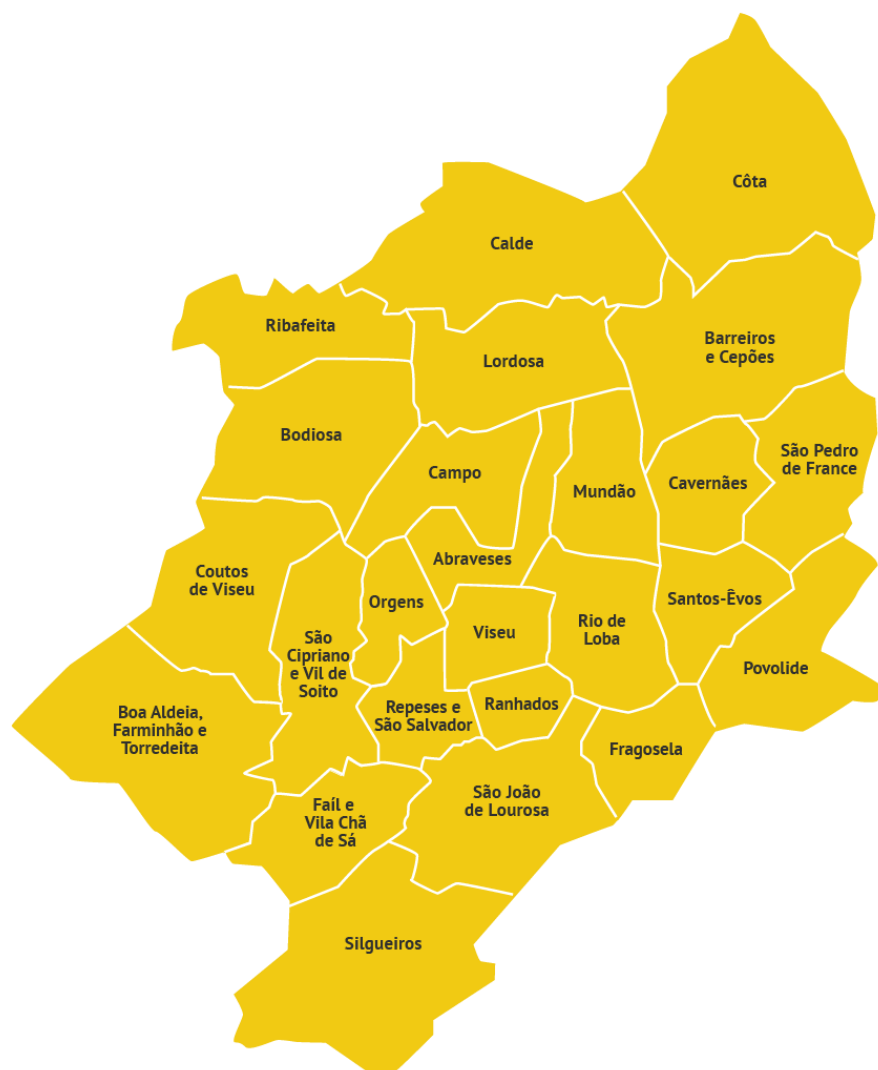 Côta
Calde
Ribafeita
Barreiros
e Cepões
Lordosa
Bodiosa
São Pedro
de France
Campo
Cavernães
Mundão
Abraveses
Coutos
de Viseu
Orgens
Santos-Êvos
Rio de
Loba
Viseu
São
Cipriano
e Vil de
Soito
Povolide
Ranhados
Repeses e
São Salvador
Boa Aldeia,
Farminhão e
Torredeita
Fragosela
São João
de Lourosa
Faíl e
Vila Chã
de Sá
Silgueiros